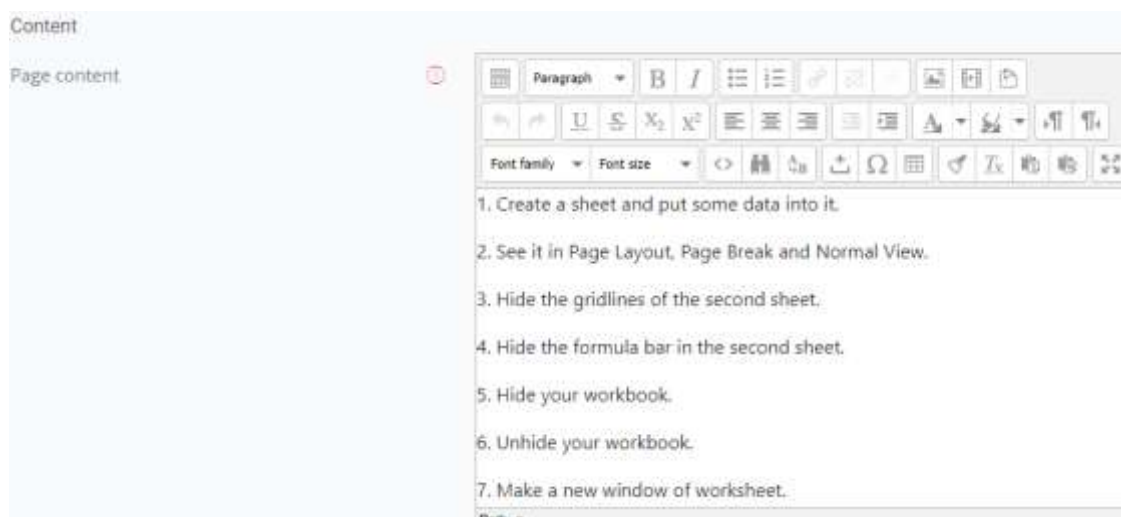 Content
Page content
Paragraph
Font family Font size
1. Create a sheet and put some data into it.
2. See it in Page Layout, Page Break and Normal View.
3. Hide the gridlines of the second sheet.
4. Hide the formula bar in the second sheet.
5. Hide your workbook.
6. Unhide your workbook.
7. Make a new window of worksheet.